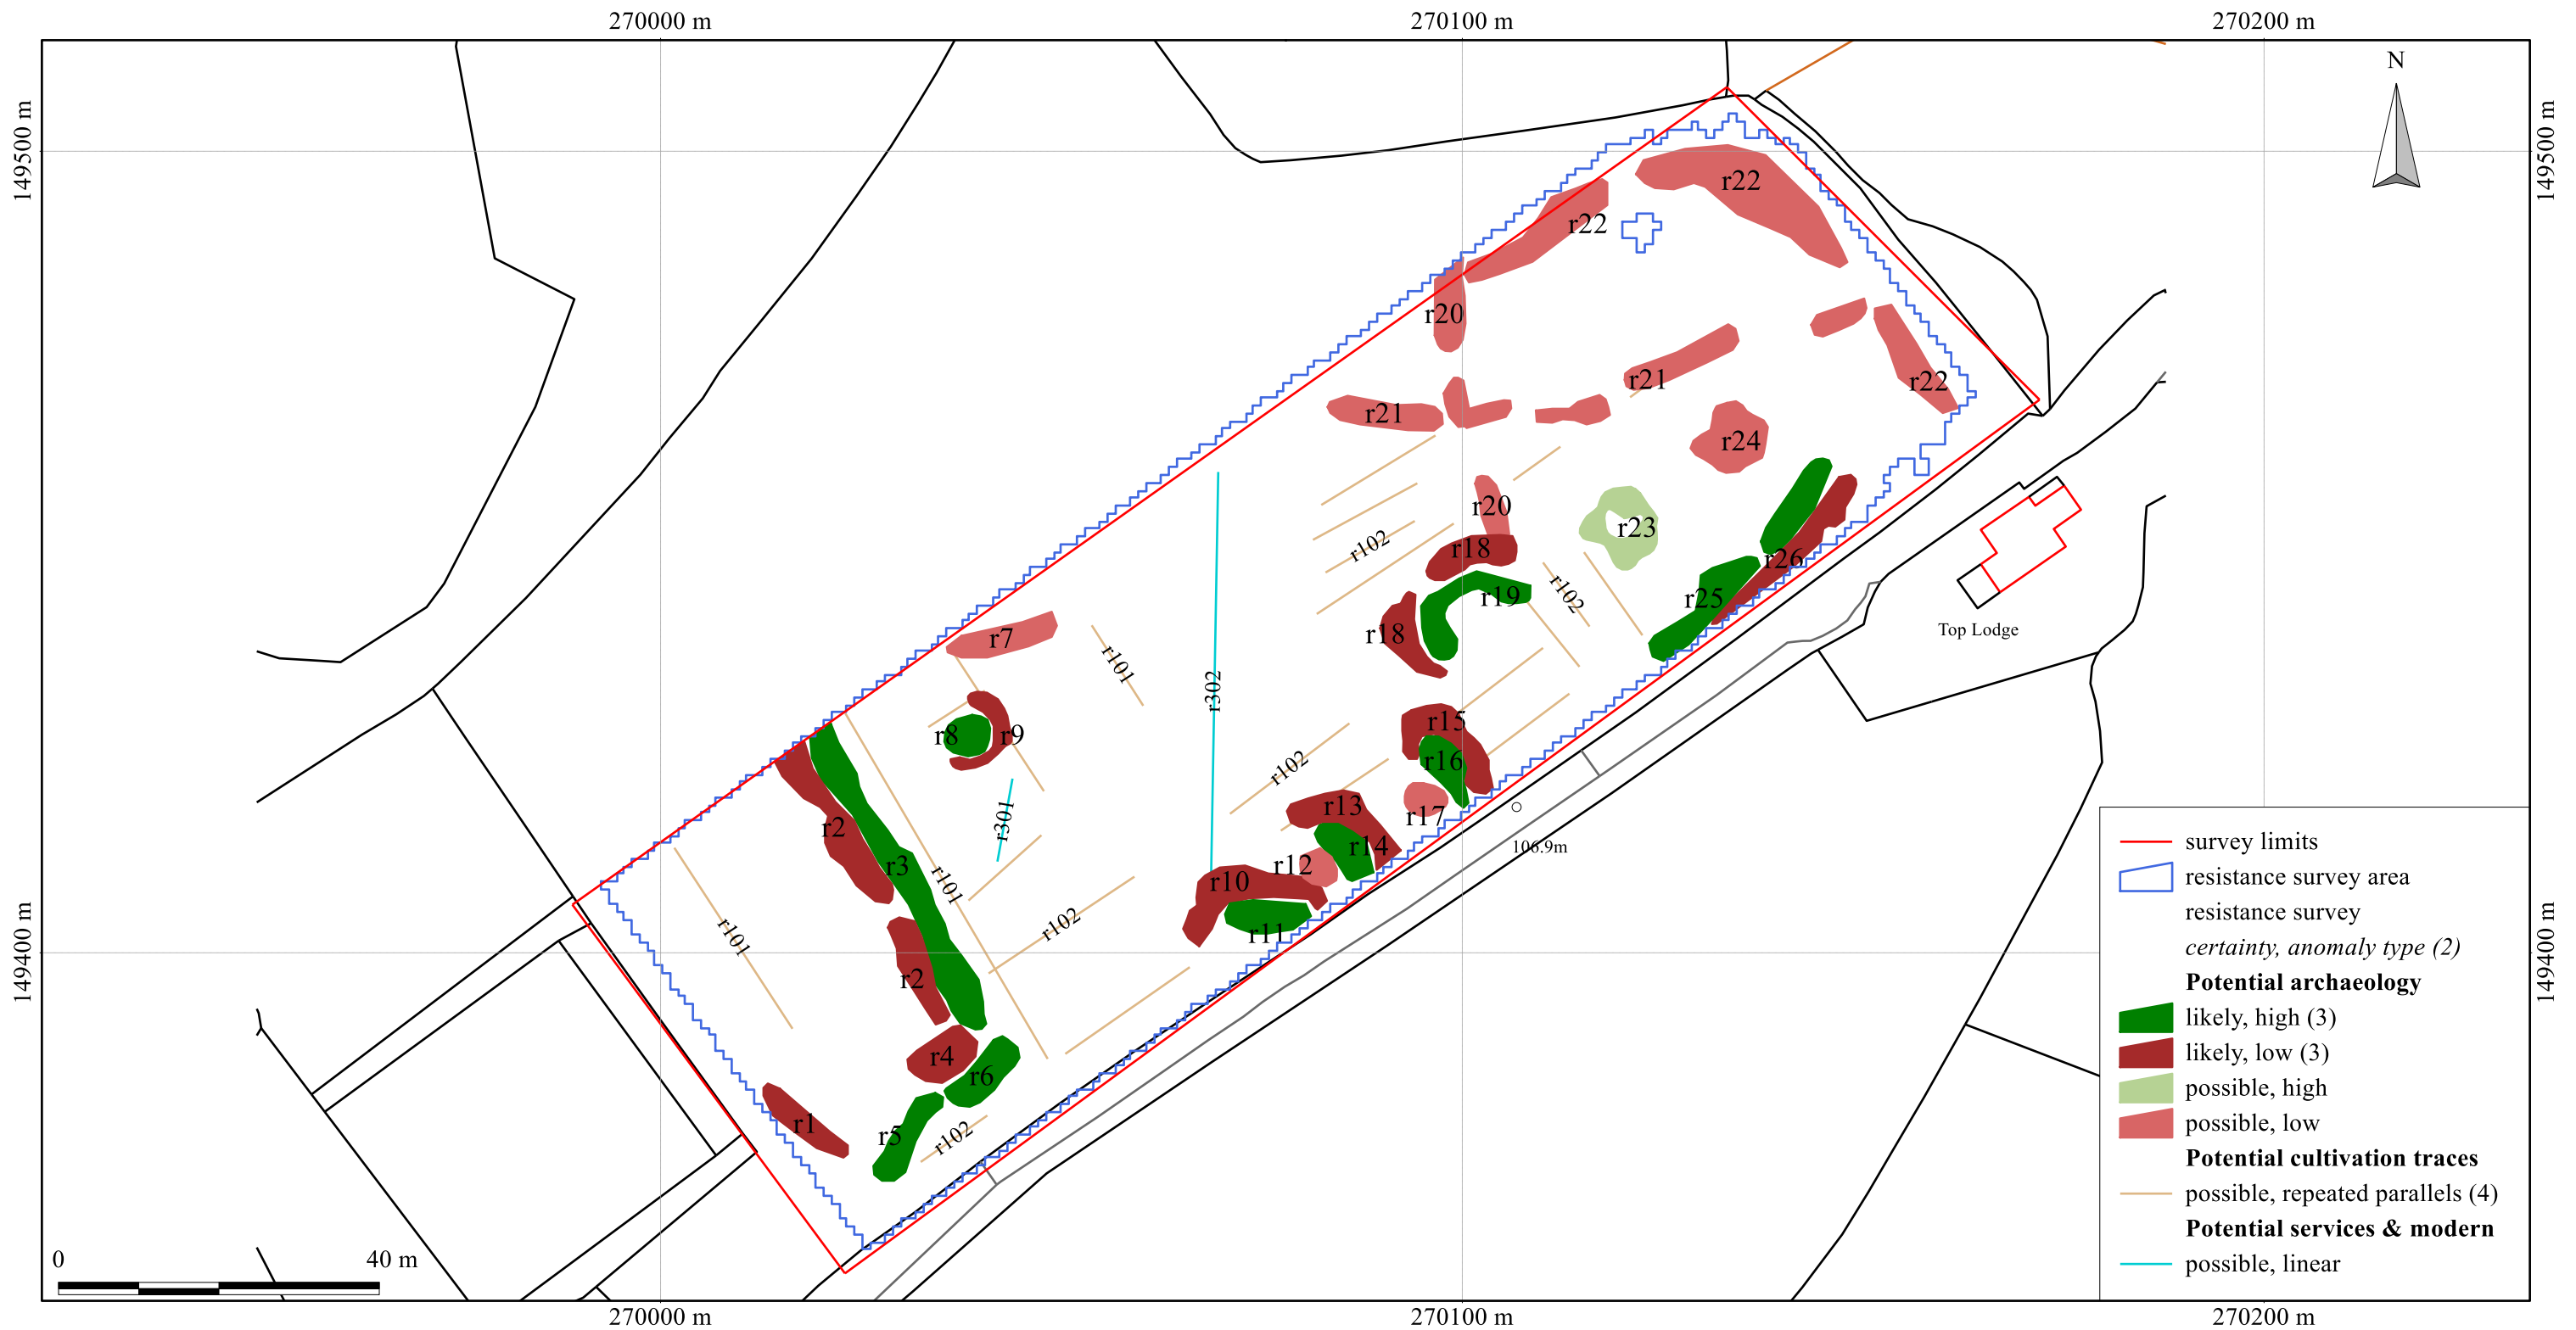 270000 m
270100 m
270200 m
N
149500 m
149500 m
r22
r22
r20
r21
r22
r21
r24
r20
r23
r102
r18
r26
r102
r19
r25
r18
Top Lodge
r7
r101
r302
r15
r8
r9
r16
r102
r13
r17
r2
r301
r14
106.9m
r12
r3
r10
r101
r102
r101
r11
149400 m
149400 m
r2
r4
r6
r1
r5
r102
survey limits
resistance survey area
resistance survey
certainty, anomaly type (2)
Potential archaeology
likely, high (3)
likely, low (3)
possible, high
possible, low
Potential cultivation traces
possible, repeated parallels (4)
Potential services & modern
possible, linear
0
40 m
270000 m
270100 m
270200 m